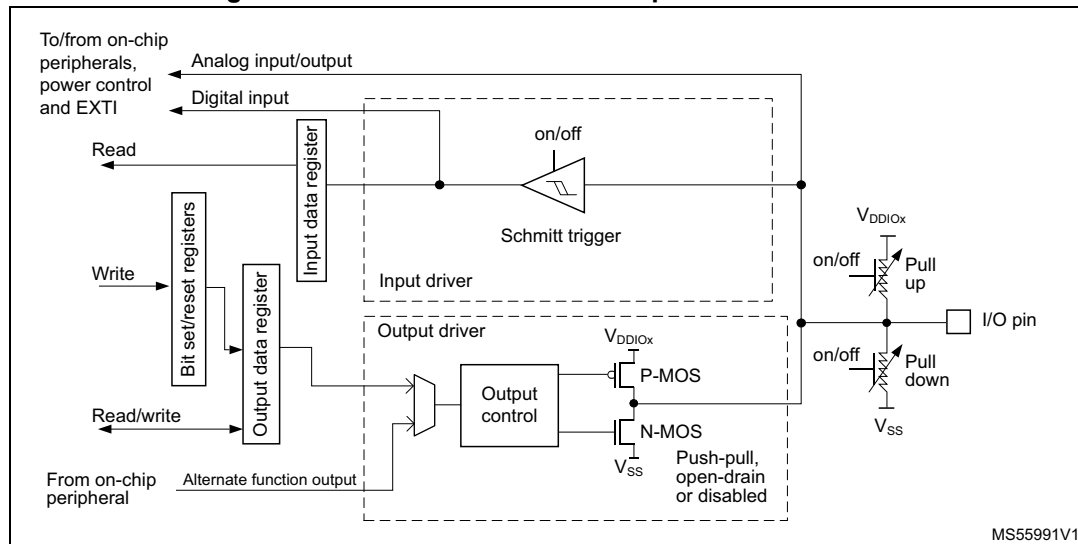 To/from on-chip
peripherals,
power control
and EXTI
Analog input/output
Digital input
on/off
Read
Input data register
Schmitt trigger
Input driver
Bit set/reset registers
Write
Output data register
Read/write
From on-chip
peripheral
Alternate function output
Output driver
VDDIOx
P-MOS
Output
control
N-MOS
VSS
Push-pull,
open-drain
or disabled
VDDIOx
on/off
Pull
up
I/O pin
on/off
Pull
down
VSS
MS55991V1